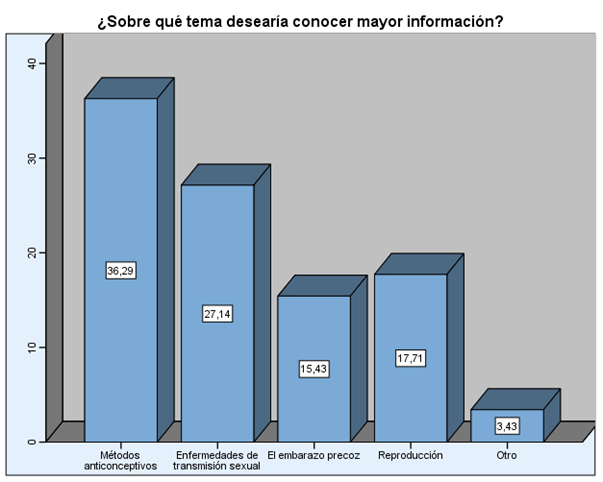 ¿Sobre qué tema desearía conocer mayor información?
40
30
20
10
0
36,29
27,14
15,43
17,71
3,43
Métodos
anticonceptivos
Enfermedades de
transmisión sexual
El embarazo precoz
Reproducción
Otro